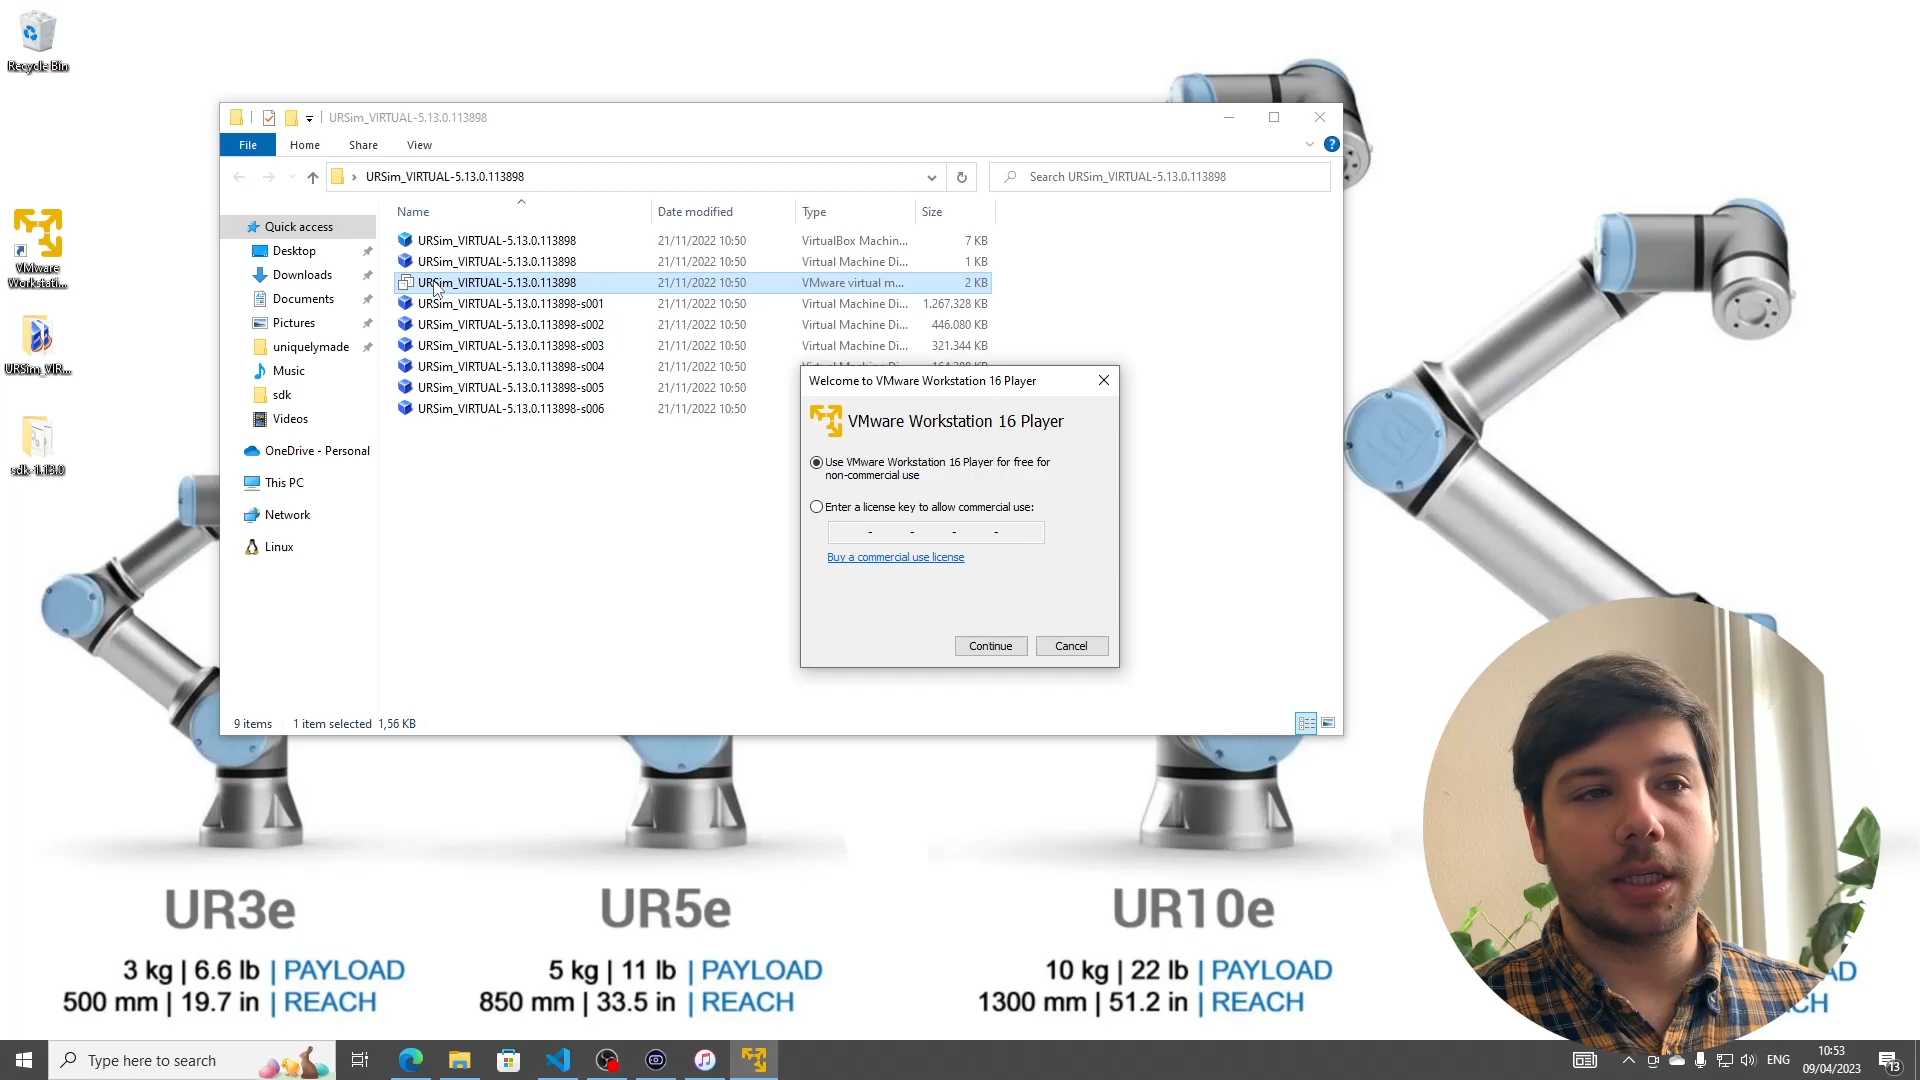 Recycle Bin
VMware
Workstati...
URSim_VIR...
sdk-1.13.0
URSim_VIRTUAL-5.13.0.113898
File Home Share View
URSim_VIRTUAL-5.13.0.113898
Search URSim_VIRTUAL-5.13.0.113898
Quick access
Desktop
Downloads
Documents
Pictures
uniquelymade
Music
sdk
Videos
OneDrive - Personal
This PC
Network
Linux
Name Date modified Type Size
URSim_VIRTUAL-5.13.0.113898 21/11/2022 10:50 VirtualBox Machin... 7 KB
URSim_VIRTUAL-5.13.0.113898 21/11/2022 10:50 Virtual Machine Di... 1 KB
URSim_VIRTUAL-5.13.0.113898 21/11/2022 10:50 VMware virtual m... 2 KB
URSim_VIRTUAL-5.13.0.113898-s001 21/11/2022 10:50 Virtual Machine Di... 1.267.328 KB
URSim_VIRTUAL-5.13.0.113898-s002 21/11/2022 10:50 Virtual Machine Di... 446.080 KB
URSim_VIRTUAL-5.13.0.113898-s003 21/11/2022 10:50 Virtual Machine Di... 321.344 KB
URSim_VIRTUAL-5.13.0.113898-s004 21/11/2022 10:50
URSim_VIRTUAL-5.13.0.113898-s005 21/11/2022 10:50
URSim_VIRTUAL-5.13.0.113898-s006 21/11/2022 10:50
9 items 1 item selected 1,56 KB
Welcome to VMware Workstation 16 Player
VMware Workstation 16 Player
Use VMware Workstation 16 Player for free for
non-commercial use
Enter a license key to allow commercial use:
- - - -
Buy a commercial use license
Continue Cancel
UR3e
3 kg | 6.6 lb | PAYLOAD
500 mm | 19.7 in | REACH
UR5e
5 kg | 11 lb | PAYLOAD
850 mm | 33.5 in | REACH
UR10e
10 kg | 22 lb | PAYLOAD
1300 mm | 51.2 in | REACH
Type here to search
ENG
10:53
09/04/2023
13